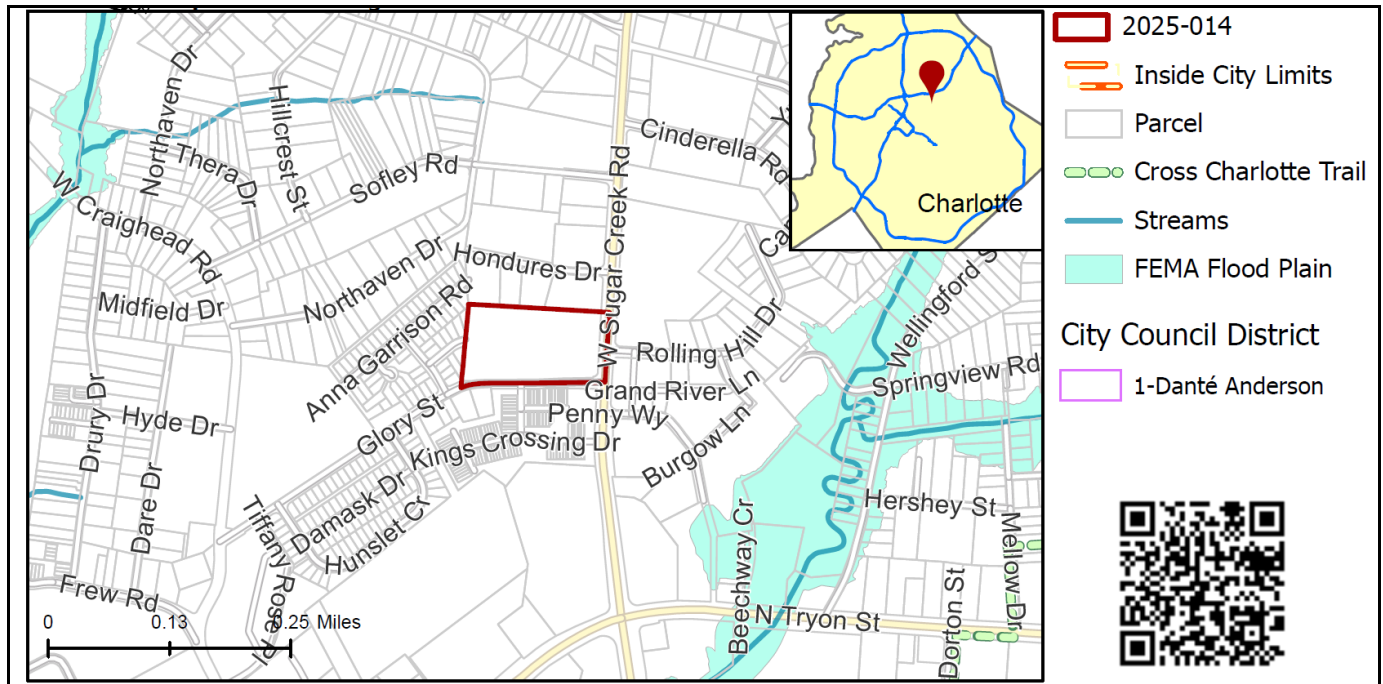 Northaven Dr
Hillcrest St
Thera Dr
Sofley Rd
W Craighead Rd
Cinderella Rd
W Sugar Creek Rd
Northaven Dr
Hondures Dr
Midfield Dr
Anna Garrison Rd
Rolling Hill Dr
Wellingford S
Springview Rd
Grand River Ln
Penny Wy
Burgow Ln
Drury Dr
Hyde Dr
Glory St
Kings Crossing Dr
Dare Dr
Damask Dr
Hunslet Ct
Tiffany Rose Pl
Hershey St
Mellow Dr
Beechway Cr
Frew Rd
N Tryon St
Dorton St
0 0.13 0.25 Miles
Charlotte
2025-014
Inside City Limits
Parcel
Cross Charlotte Trail
Streams
FEMA Flood Plain
City Council District
1-Danté Anderson